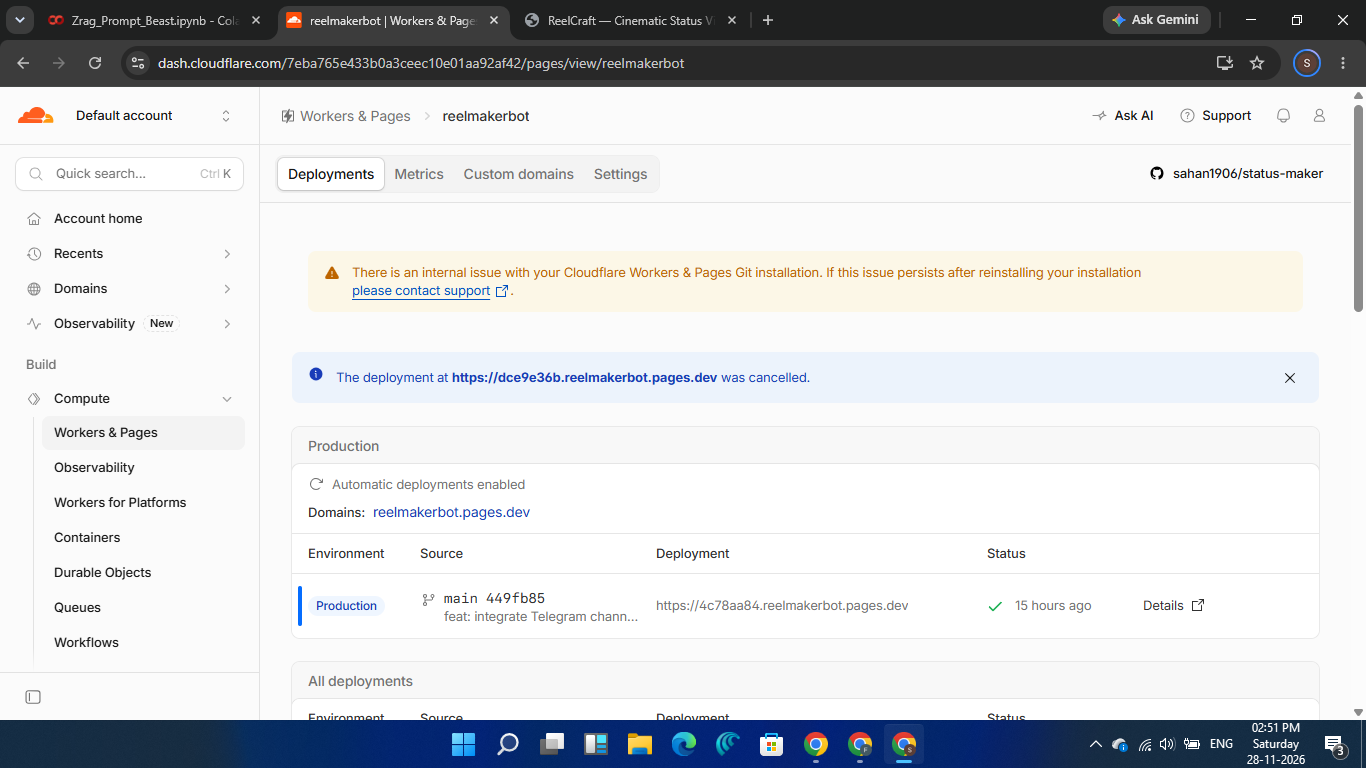 Zrag_Prompt_Beast.ipynb - Cola
reelmakerbot | Workers & Page
ReelCraft — Cinematic Status V
Ask Gemini
dash.cloudflare.com/7eba765e433b0a3ceec10e01aa92af42/pages/view/reelmakerbot
S
Default account
Workers & Pages
reelmakerbot
Ask AI
Support
Quick search...
Ctrl K
Deployments
Metrics
Custom domains
Settings
sahan1906/status-maker
Account home
Recents
Domains
Observability
New
Build
Compute
Workers & Pages
Observability
Workers for Platforms
Containers
Durable Objects
Queues
Workflows
There is an internal issue with your Cloudflare Workers & Pages Git installation. If this issue persists after reinstalling your installation
please contact support .
The deployment at https://dce9e36b.reelmakerbot.pages.dev was cancelled.
Production
Automatic deployments enabled
Domains: reelmakerbot.pages.dev
Environment
Source
Deployment
Status
Production
main 449fb85
feat: integrate Telegram chann...
https://4c78aa84.reelmakerbot.pages.dev
15 hours ago
Details
All deployments
Environment
Source
Deployment
Status
ENG
02:51 PM
Saturday
28-11-2026
3